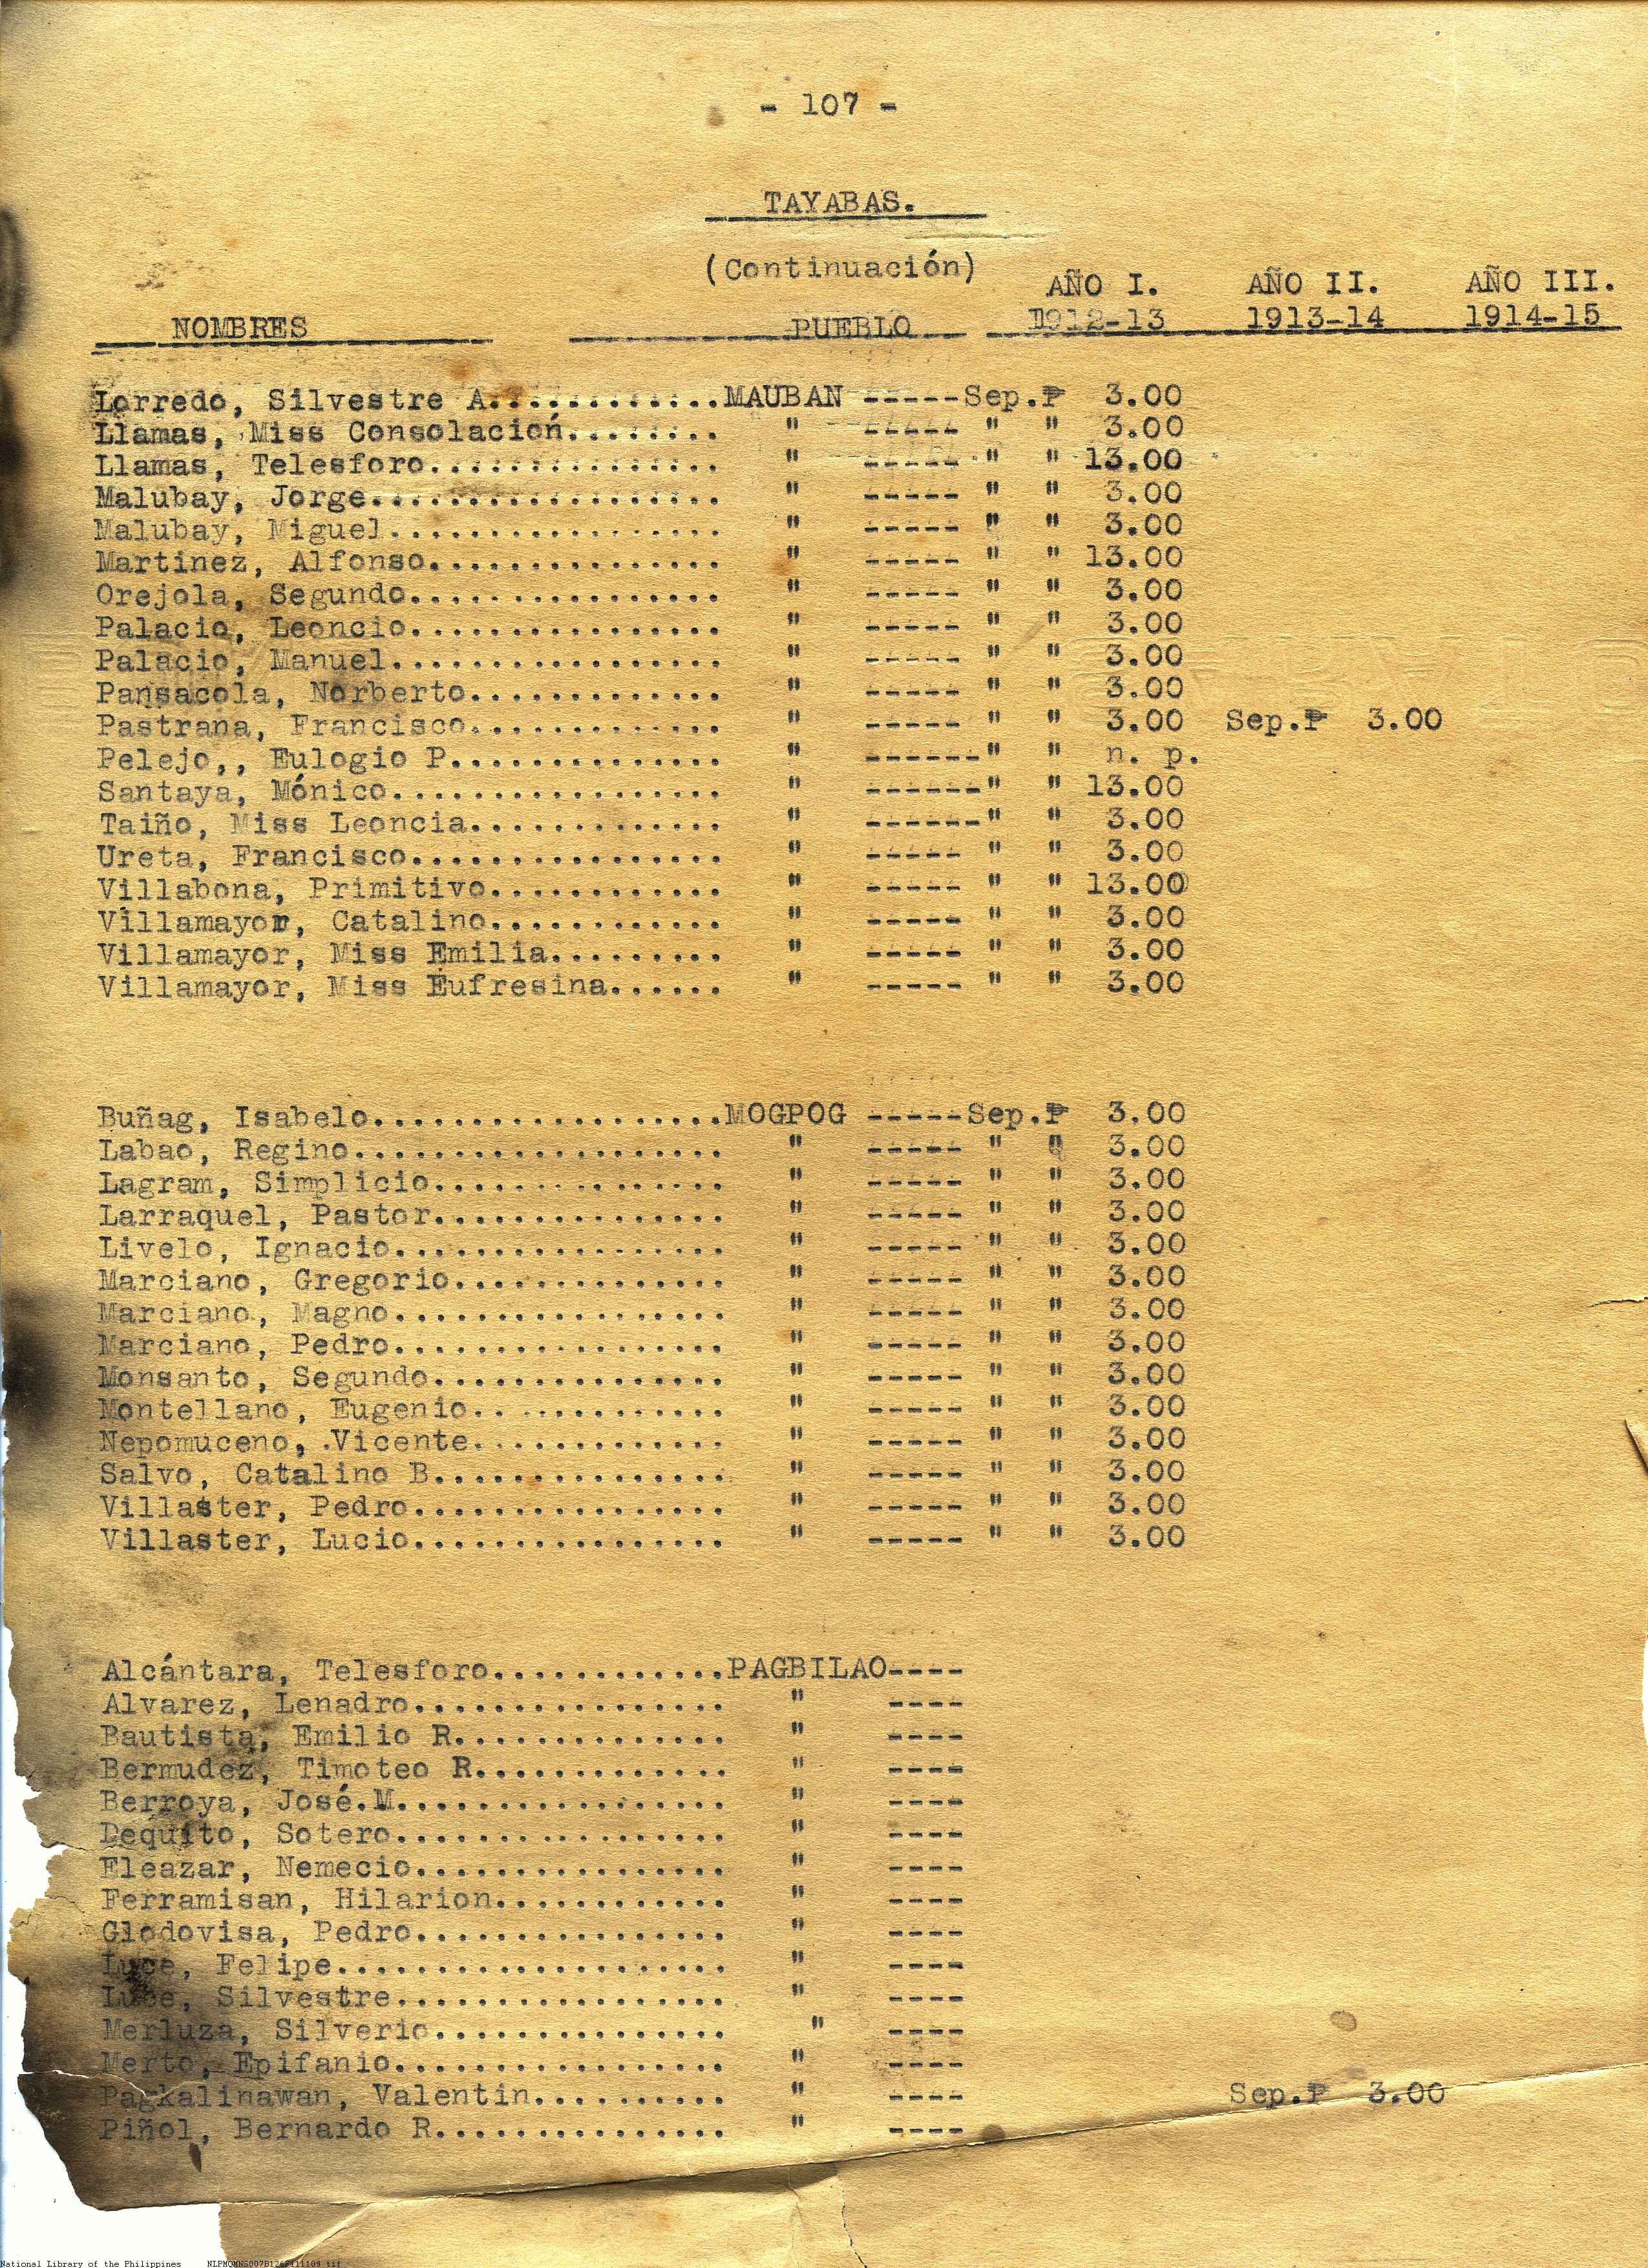 - 107 -
TAYABAS.
(Continuación)
AÑO I. AÑO II. AÑO III.
NOMBRES PUEBLO 1912-13 1913-14 1914-15
Lorredo, Silvestre A............MAUBAN -----Sep.₱ 3.00
Llamas, Miss Consolación........ " ----- " " 3.00
Llamas, Telesforo............... " ----- " " 13.00
Malubay, Jorge.................. " ----- " " 3.00
Malubay, Miguel................. " ----- " " 3.00
Martinez, Alfonso............... " ----- " " 13.00
Orejola, Segundo................ " ----- " " 3.00
Palacio, Leoncio................ " ----- " " 3.00
Palacio, Manuel................. " ----- " " 3.00
Pansacola, Norberto............. " ----- " " 3.00
Pastrana, Francisco............. " ----- " " 3.00 Sep.₱ 3.00
Pelejo,, Eulogio P.............. " ------" " n. p.
Santaya, Mónico................. " ------" " 13.00
Taiño, Miss Leoncia............. " ------" " 3.00
Ureta, Francisco................ " ----- " " 3.00
Villabona, Primitivo............ " ----- " " 13.00
Villamayor, Catalino............ " ----- " " 3.00
Villamayor, Miss Emilia......... " ----- " " 3.00
Villamayor, Miss Eufresina...... " ----- " " 3.00
Buñag, Isabelo..................MOGPOG -----Sep.₱ 3.00
Labao, Regino................... " ----- " " 3.00
Lagram, Simplicio............... " ----- " " 3.00
Larraquel, Pastor............... " ----- " " 3.00
Livelo, Ignacio................. " ----- " " 3.00
Marciano, Gregorio.............. " ----- " " 3.00
Marciano, Magno................. " ----- " " 3.00
Marciano, Pedro................. " ----- " " 3.00
Monsanto, Segundo............... " ----- " " 3.00
Montellano, Eugenio............. " ----- " " 3.00
Nepomuceno, .Vicente............. " ----- " " 3.00
Salvo, Catalino B............... " ----- " " 3.00
Villaster, Pedro................ " ----- " " 3.00
Villaster, Lucio................ " ----- " " 3.00
Alcántara, Telesforo............PAGBILAO----
Alvarez, Lenadro................ " ----
Bautista, Emilio R.............. " ----
Bermudez, Timoteo R............. " ----
Berroya, José.M................. " ----
Dequito, Sotero................. " ----
Eleazar, Nemecio................ " ----
Ferramisan, Hilarion............ " ----
Glodovisa, Pedro................ " ----
Luce, Felipe.................... " ----
Luce, Silvestre................. " ----
Merluza, Silverio............... " ----
Merto, Epifanio................. " ----
Pagkalinawan, Valentin.......... " ---- Sep.₱ 3.00
Piñol, Bernardo R............... " ----
National Library of the Philippines